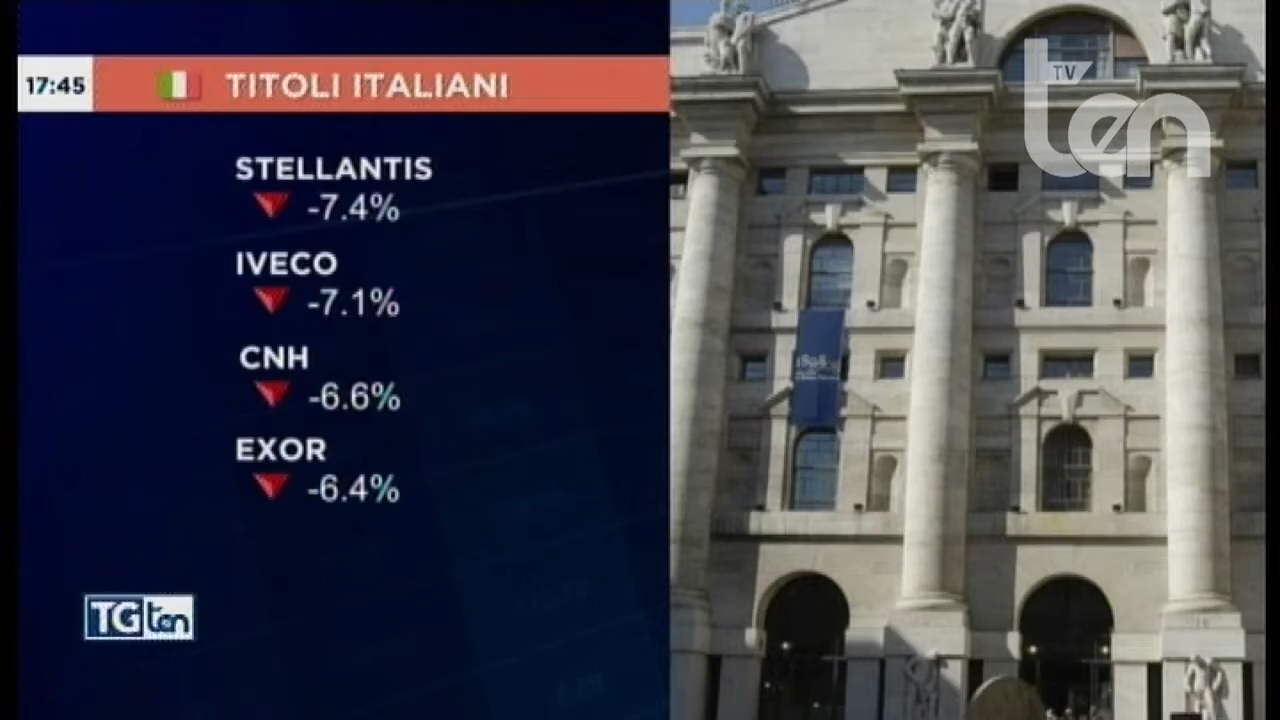 17:45
TITOLI ITALIANI
STELLANTIS
-7.4%
IVECO
-7.1%
CNH
-6.6%
EXOR
-6.4%
TG ten
TV
ten